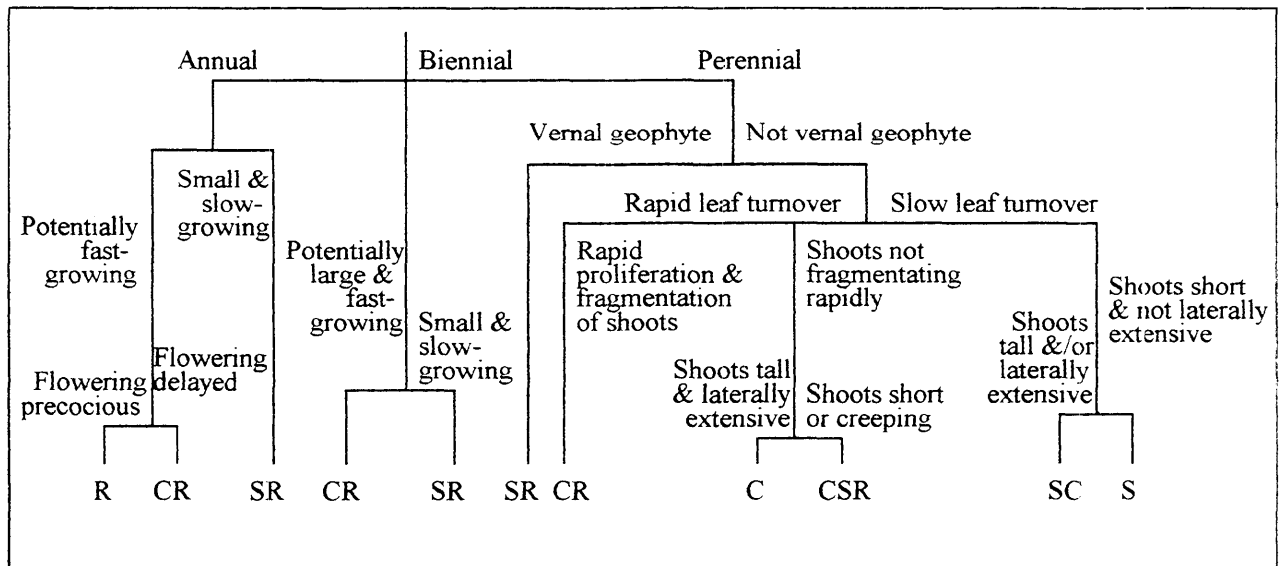 Annual
Biennial
Perennial
Vernal geophyte
Not vernal geophyte
Small &
slow-
growing
Rapid leaf turnover
Slow leaf turnover
Potentially
fast-
growing
Potentially
large &
fast-
growing
Rapid
proliferation &
fragmentation
of shoots
Shoots not
fragmentating
rapidly
Shoots short
& not laterally
extensive
Small &
slow-
growing
Shoots
tall &/or
laterally
extensive
Flowering
precocious
Flowering
delayed
Shoots tall
& laterally
extensive
Shoots short
or creeping
R CR SR CR SR SR CR C CSR SC S